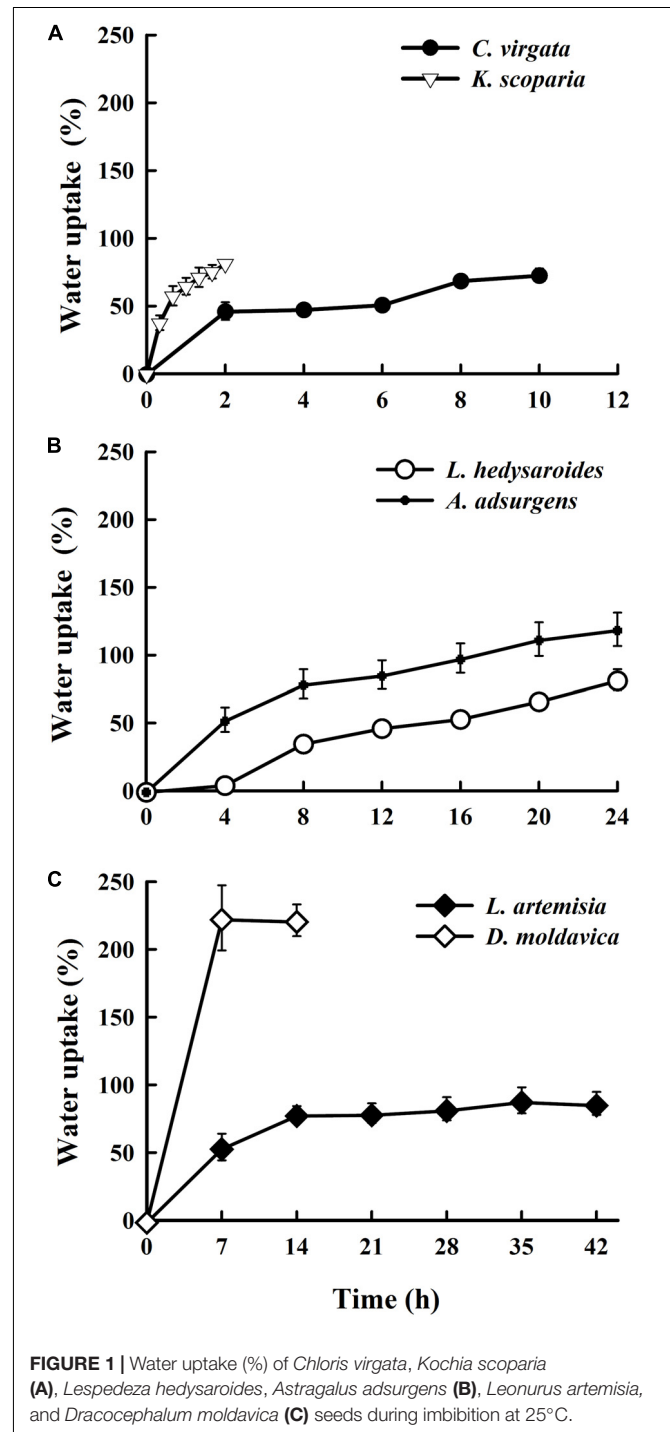 A
C. virgata
K. scoparia
Water uptake (%)
250
200
150
100
50
0
0 2 4 6 8 10 12
B
L. hedysaroides
A. adsurgens
Water uptake (%)
250
200
150
100
50
0
0 4 8 12 16 20 24
C
L. artemisia
D. moldavica
Water uptake (%)
250
200
150
100
50
0
0 7 14 21 28 35 42
Time (h)
FIGURE 1 | Water uptake (%) of Chloris virgata, Kochia scoparia
(A), Lespedeza hedysaroides, Astragalus adsurgens (B), Leonurus artemisia,
and Dracocephalum moldavica (C) seeds during imbibition at 25°C.